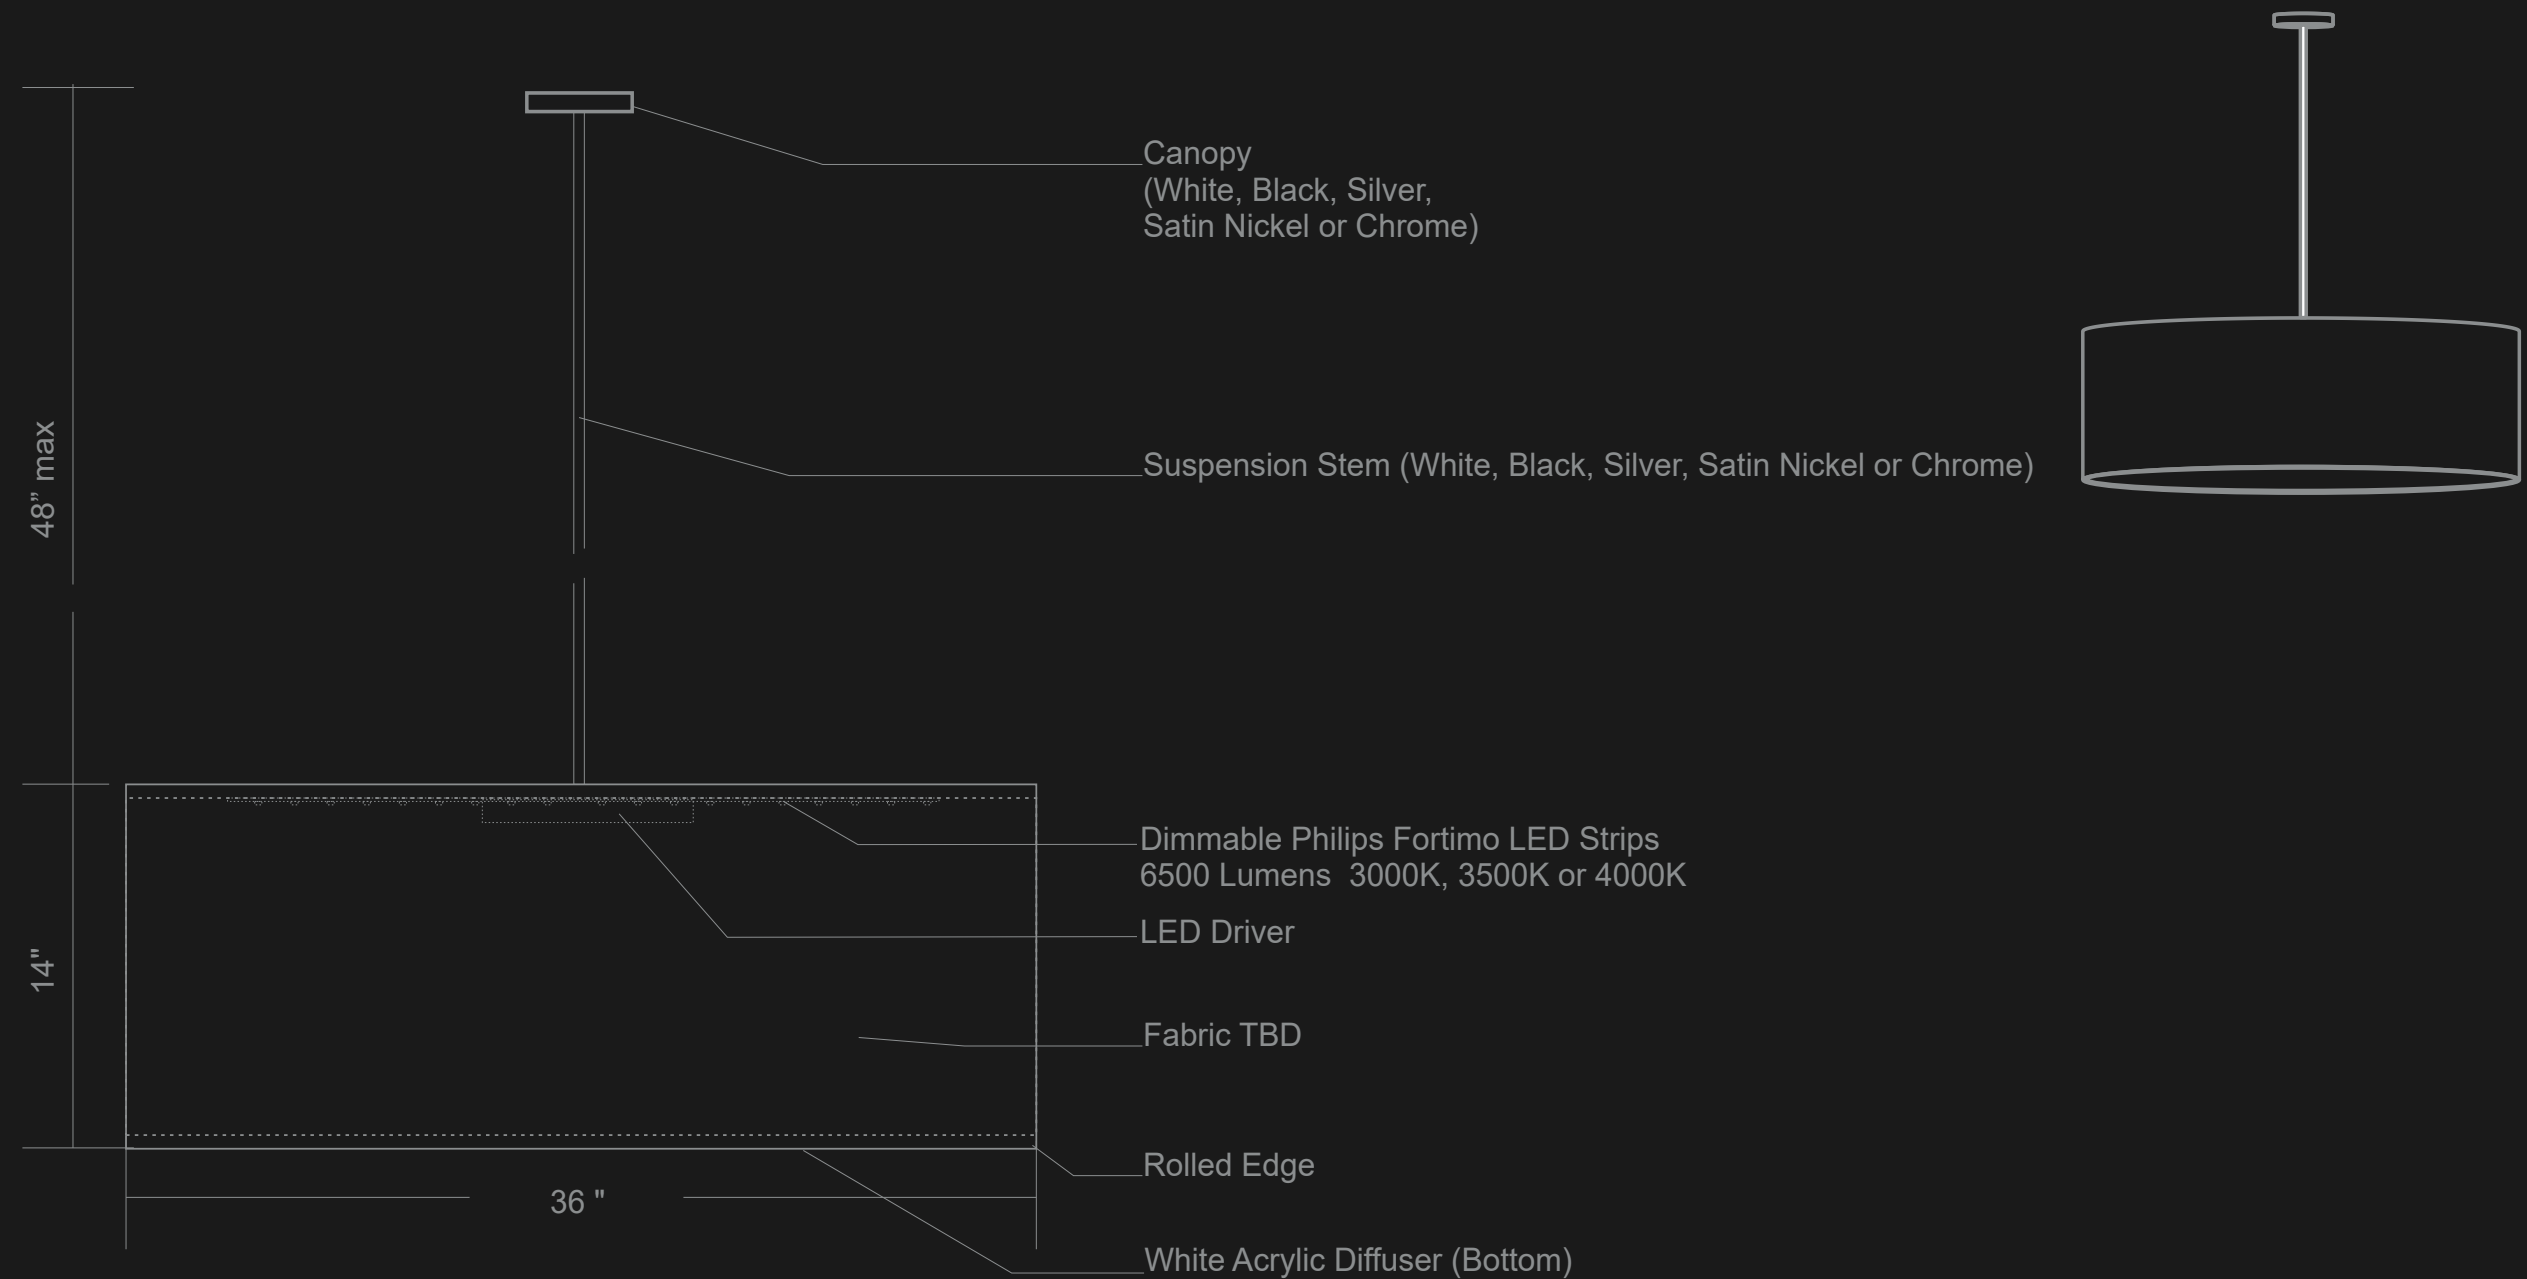 Canopy
(White, Black, Silver,
Satin Nickel or Chrome)
48” max
Suspension Stem (White, Black, Silver, Satin Nickel or Chrome)
Dimmable Philips Fortimo LED Strips
6500 Lumens  3000K, 3500K or 4000K
LED Driver
14"
Fabric TBD
Rolled Edge
36 "
White Acrylic Diffuser (Bottom)